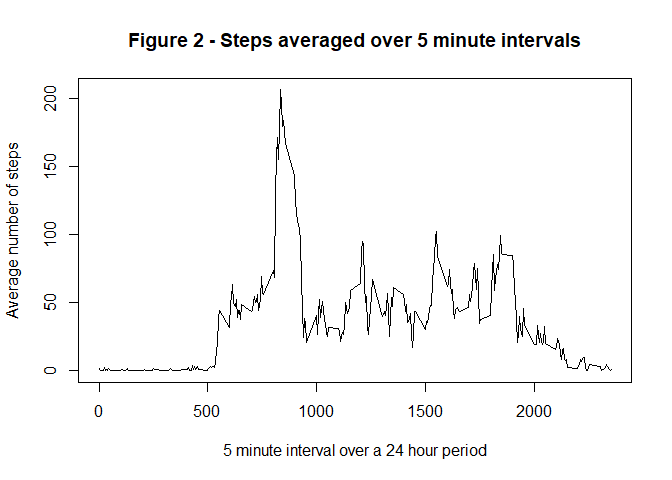 Figure 2 - Steps averaged over 5 minute intervals
Average number of steps
200
150
100
50
0
0 500 1000 1500 2000
5 minute interval over a 24 hour period